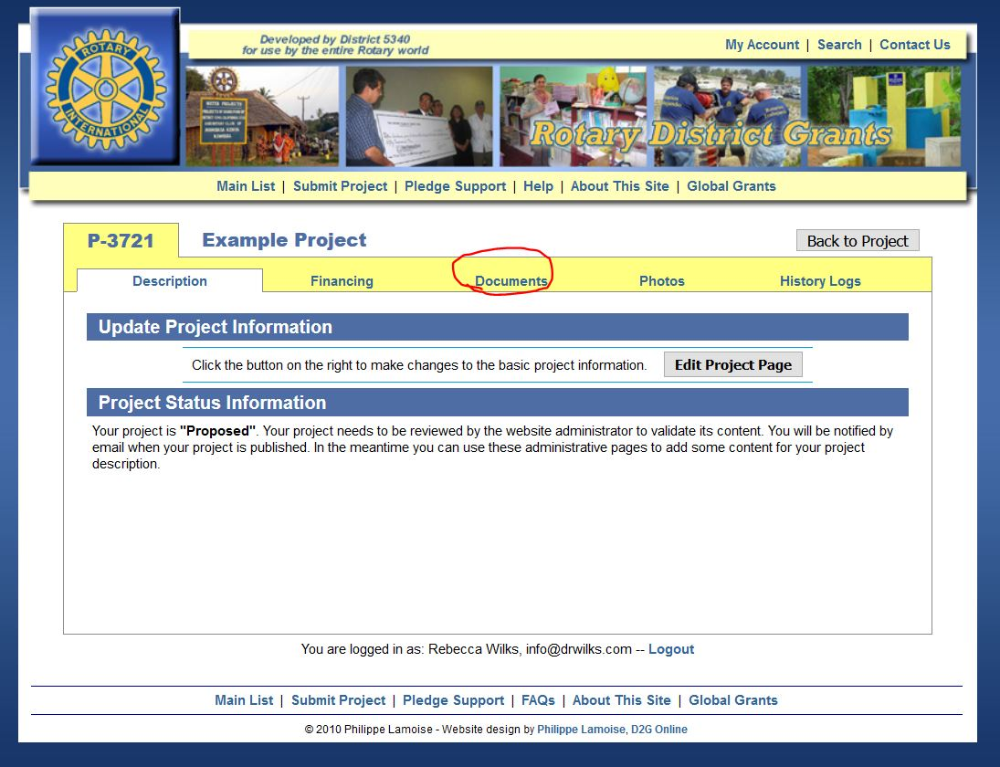 ROTARY
INTERNATIONAL
Developed by District 5340
for use by the entire Rotary world
My Account | Search | Contact Us
WATER PROJECTS
Rotary District Grants
Main List | Submit Project | Pledge Support | Help | About This Site | Global Grants
P-3721
Example Project
Back to Project
Description
Financing
Documents
Photos
History Logs
Update Project Information
Click the button on the right to make changes to the basic project information.
Edit Project Page
Project Status Information
Your project is "Proposed". Your project needs to be reviewed by the website administrator to validate its content. You will be notified by
email when your project is published. In the meantime you can use these administrative pages to add some content for your project
description.
You are logged in as: Rebecca Wilks, info@drwilks.com -- Logout
Main List | Submit Project | Pledge Support | FAQs | About This Site | Global Grants
© 2010 Philippe Lamoise - Website design by Philippe Lamoise, D2G Online